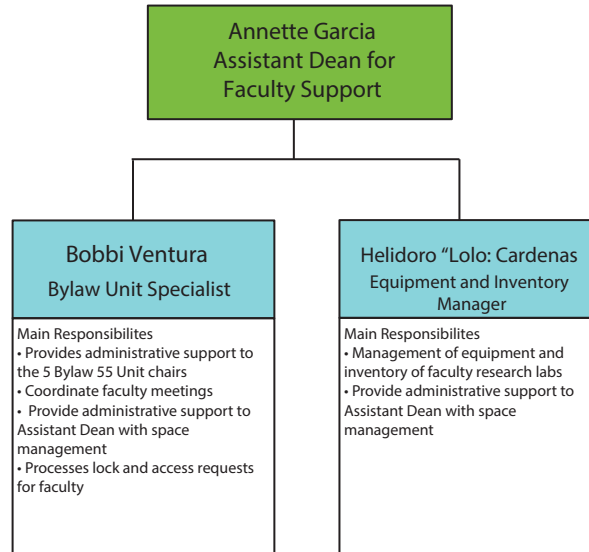 Annette Garcia
Assistant Dean for
Faculty Support
Bobbi Ventura
Bylaw Unit Specialist
Main Responsibilites
• Provides administrative support to
the 5 Bylaw 55 Unit chairs
• Coordinate faculty meetings
•  Provide administrative support to
Assistant Dean with space
management
• Processes lock and access requests
for faculty
Helidoro “Lolo: Cardenas
Equipment and Inventory
Manager
Main Responsibilites
• Management of equipment and
inventory of faculty research labs
• Provide administrative support to
Assistant Dean with space
management